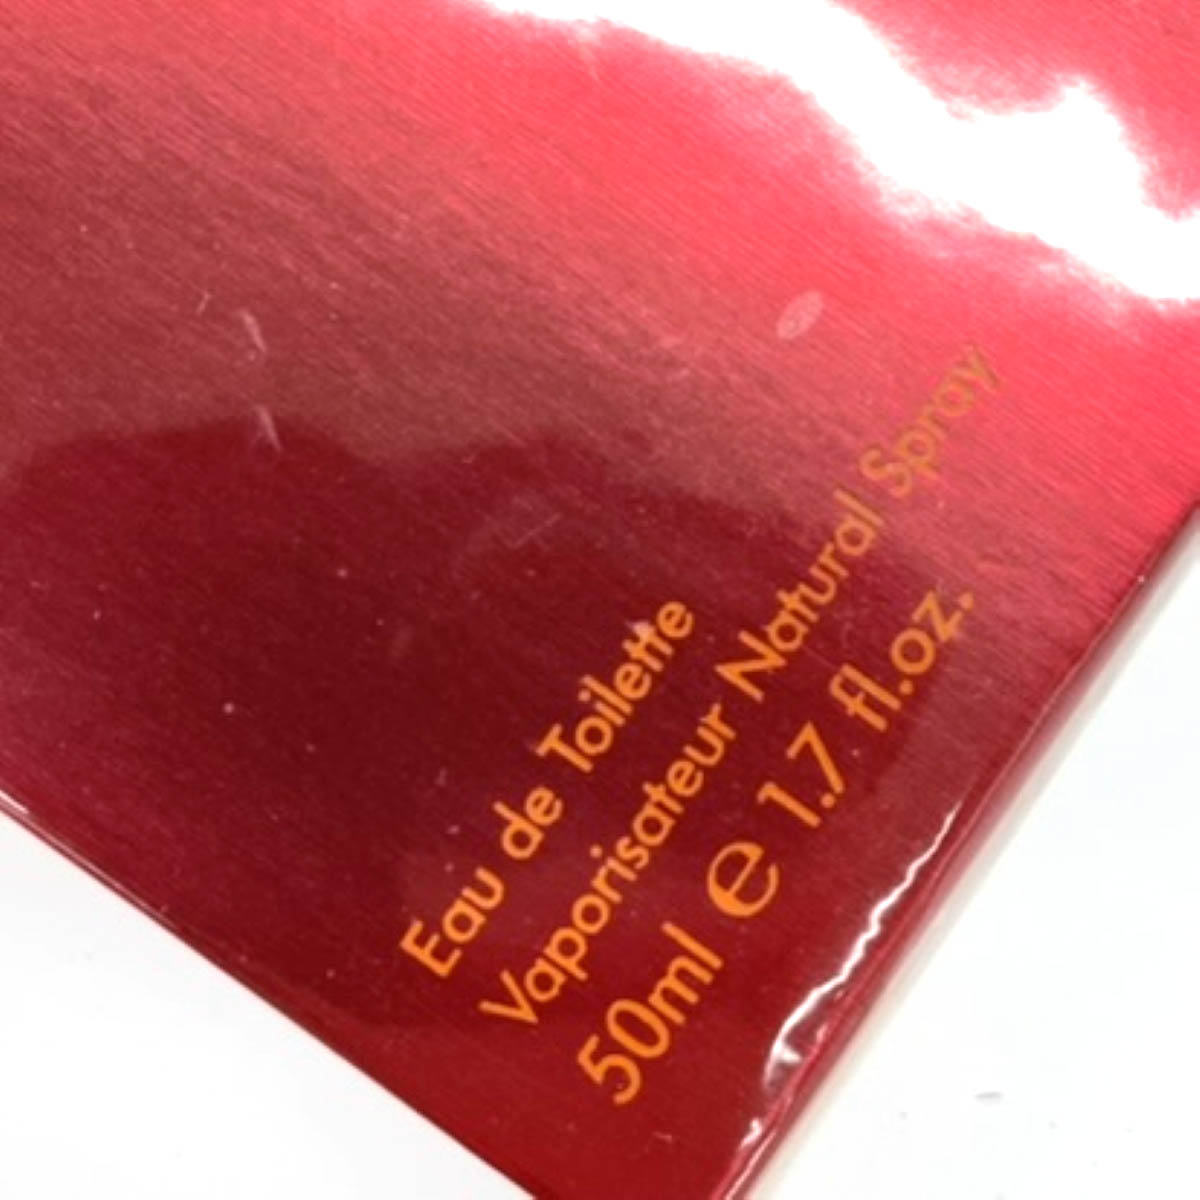 Eau de Toilette
Vaporisateur Natural Spray
50ml e 1.7 fl.oz.